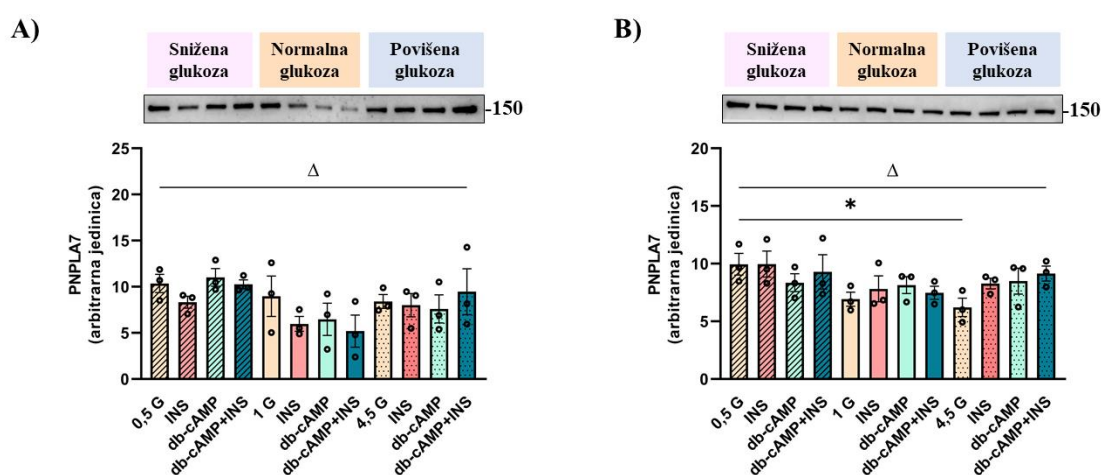 A)
Snižena
glukoza
Normalna
glukoza
Povišena
glukoza
-150
25
20
15
10
5
0
PNPLA7
(arbitrarna jedinica)
Δ
0,5 G
INS
db-cAMP
db-cAMP+INS
1 G
INS
db-cAMP
db-cAMP+INS
4,5 G
INS
db-cAMP
db-cAMP+INS
B)
Snižena
glukoza
Normalna
glukoza
Povišena
glukoza
-150
20
15
10
5
0
PNPLA7
(arbitrarna jedinica)
Δ
*
0,5 G
INS
db-cAMP
db-cAMP+INS
1 G
INS
db-cAMP
db-cAMP+INS
4,5 G
INS
db-cAMP
db-cAMP+INS